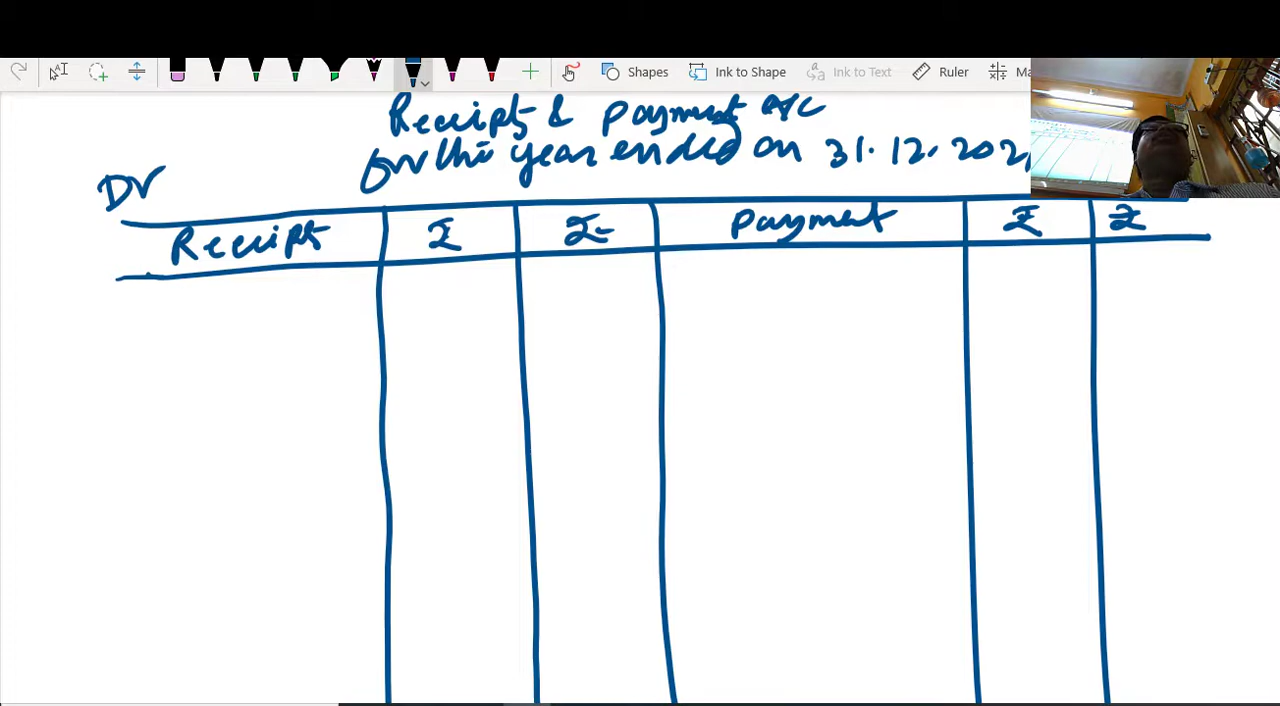 Shapes Ink to Shape Ink to Text Ruler Ma
Receipt & Payment A/C
for the year ended on 31.12.202
Dr
Receipt ₹ ₹ Payment ₹ ₹